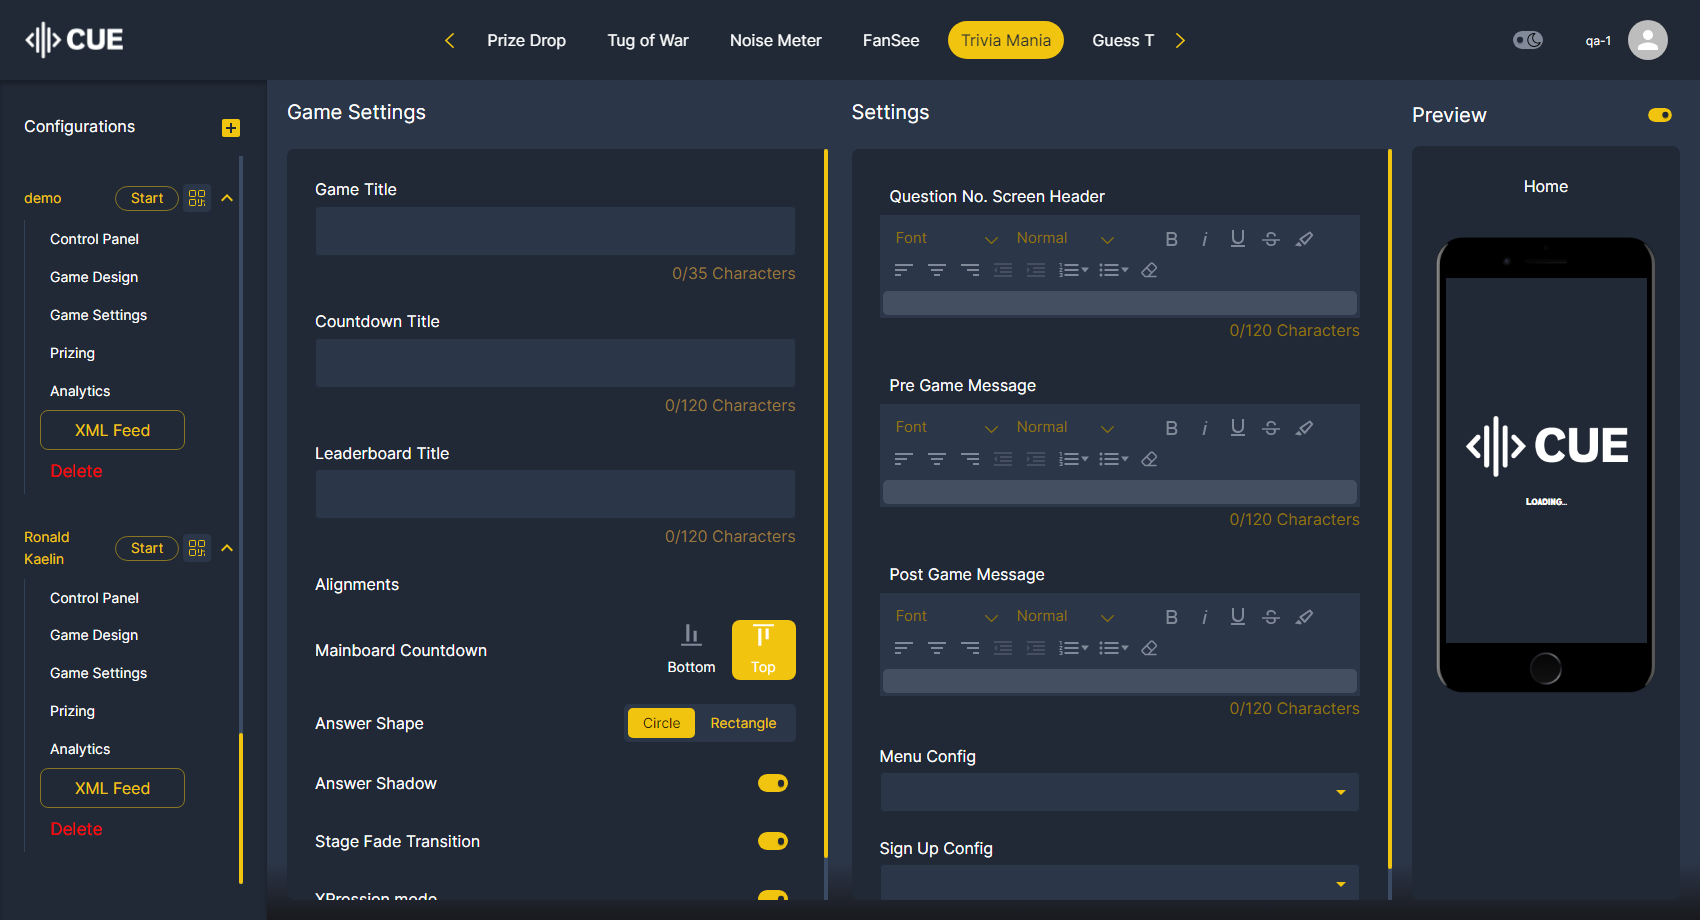 CUE
Prize Drop
Tug of War
Noise Meter
FanSee
Trivia Mania
Guess T
qa-1
Configurations
demo
Start
Control Panel
Game Design
Game Settings
Prizing
Analytics
XML Feed
Delete
Ronald
Kaelin
Start
Control Panel
Game Design
Game Settings
Prizing
Analytics
XML Feed
Delete
Game Settings
Game Title
0/35 Characters
Countdown Title
0/120 Characters
Leaderboard Title
0/120 Characters
Alignments
Mainboard Countdown
Bottom
Top
Answer Shape
Circle
Rectangle
Answer Shadow
Stage Fade Transition
XPression mode
Settings
Question No. Screen Header
Font
Normal
0/120 Characters
Pre Game Message
Font
Normal
0/120 Characters
Post Game Message
Font
Normal
0/120 Characters
Menu Config
Sign Up Config
Preview
Home
CUE
LOADING...